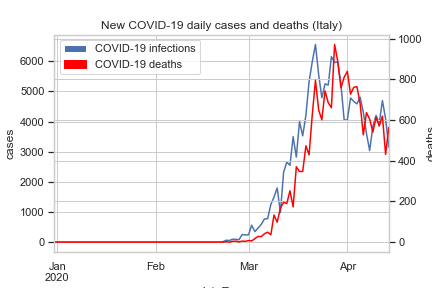 New COVID-19 daily cases and deaths (Italy)
COVID-19 infections
COVID-19 deaths
6000
5000
4000
3000
2000
1000
0
cases
1000
800
600
400
200
0
deaths
Jan
2020
Feb
Mar
Apr